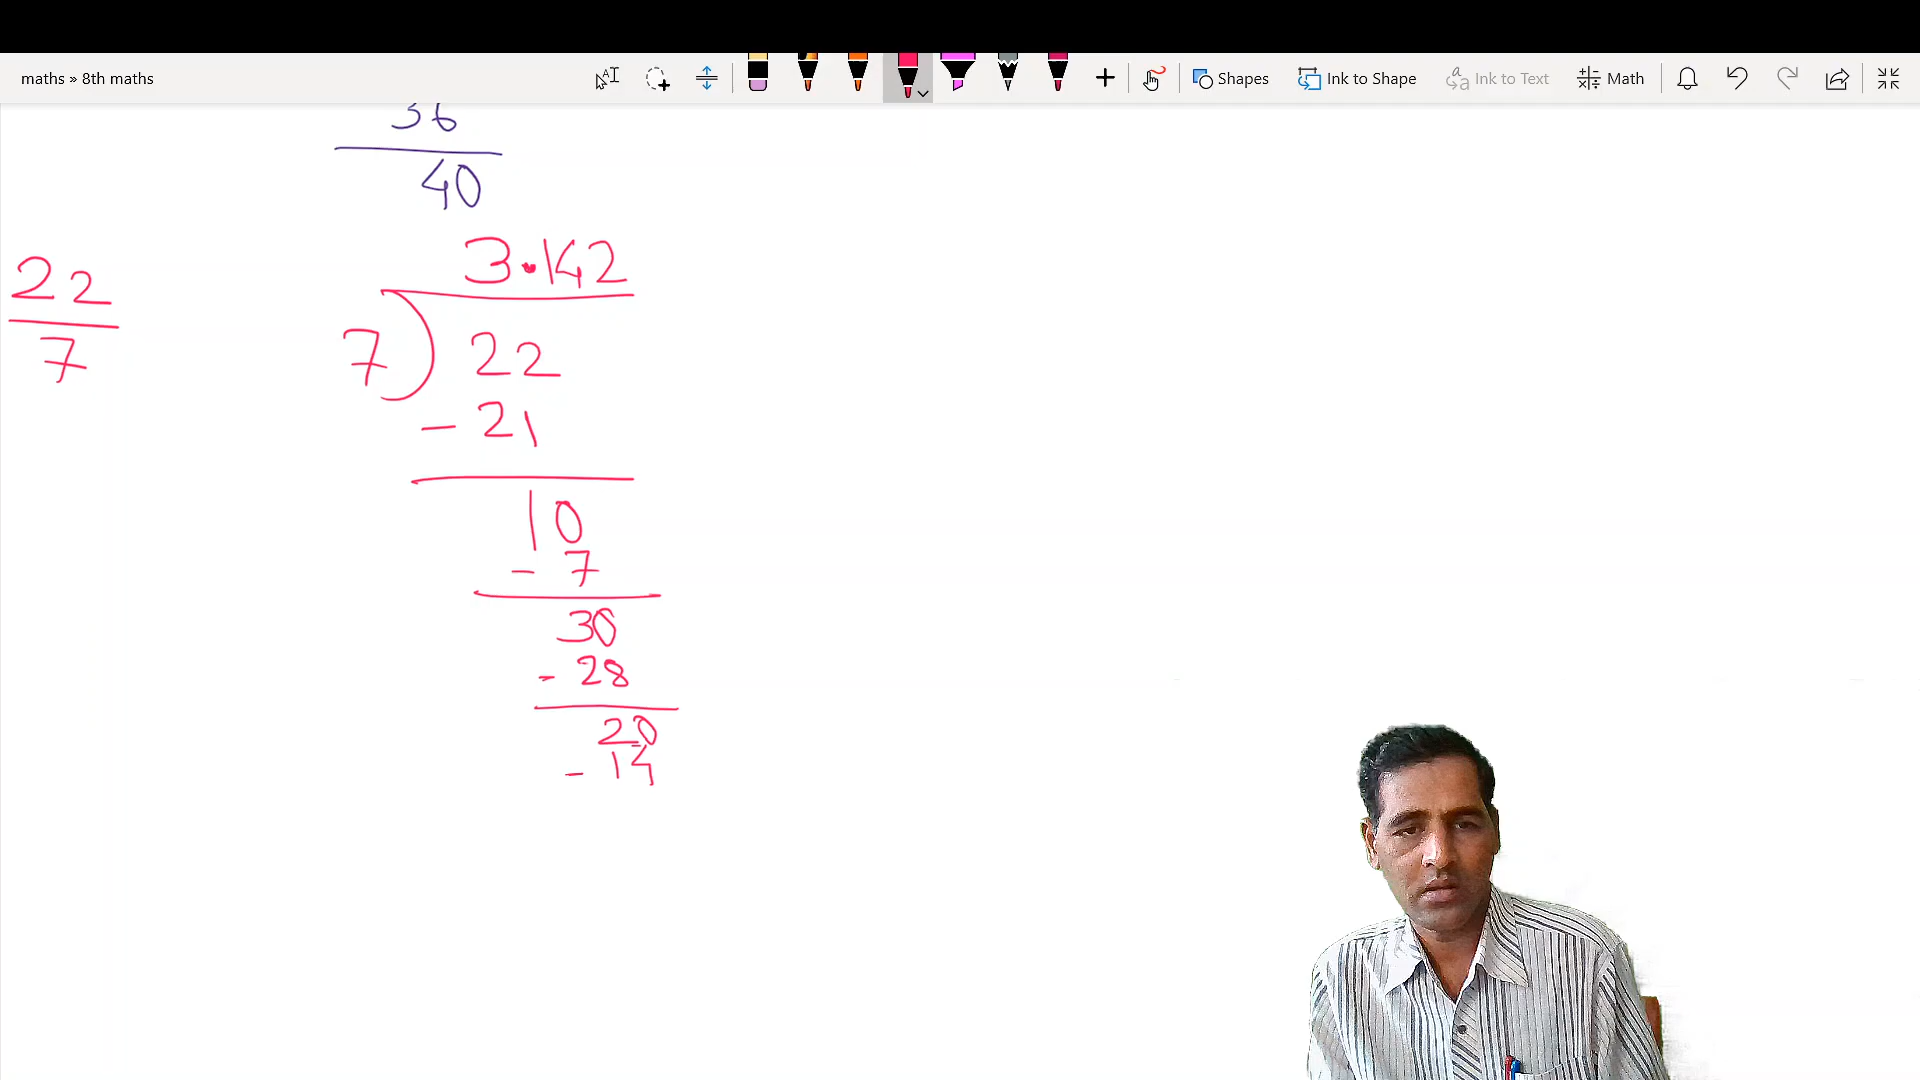 maths » 8th maths
Shapes
Ink to Shape
Ink to Text
Math
36
40
3.142
22
7
7) 22
- 21
10
- 7
30
- 28
20
- 14